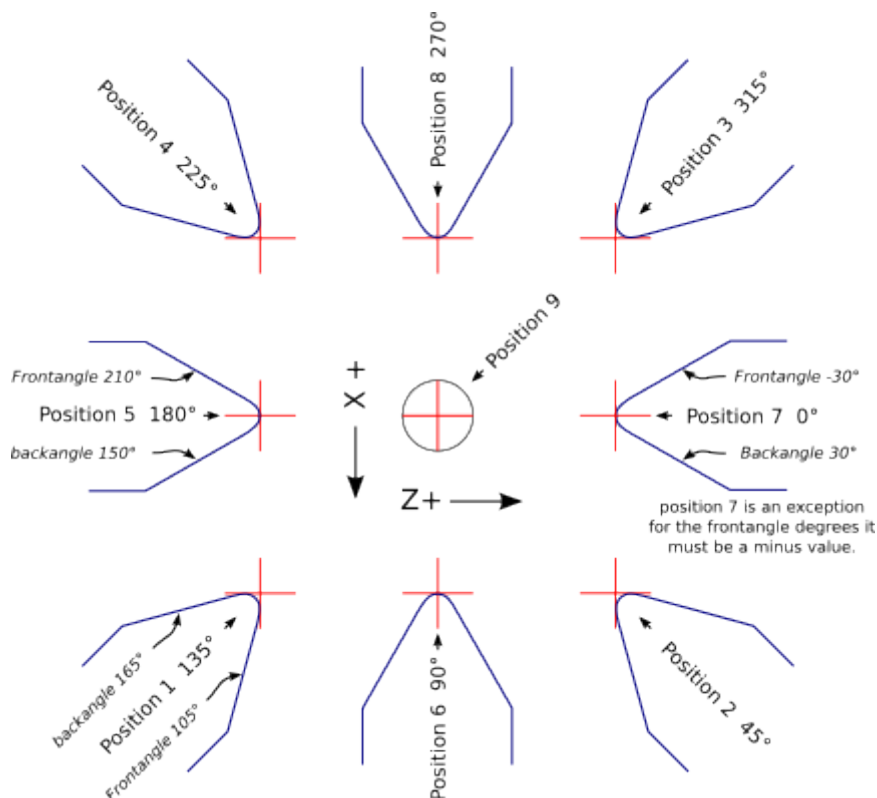 Position 4 225°
Position 8 270°
Position 3 315°
Position 9
X +
Z+
Frontangle 210°
Position 5 180°
backangle 150°
Frontangle -30°
Position 7 0°
Backangle 30°
position 7 is an exception
for the frontangle degrees it
must be a minus value.
backangle 165°
Position 1 135°
Frontangle 105°
Position 6 90°
Position 2 45°